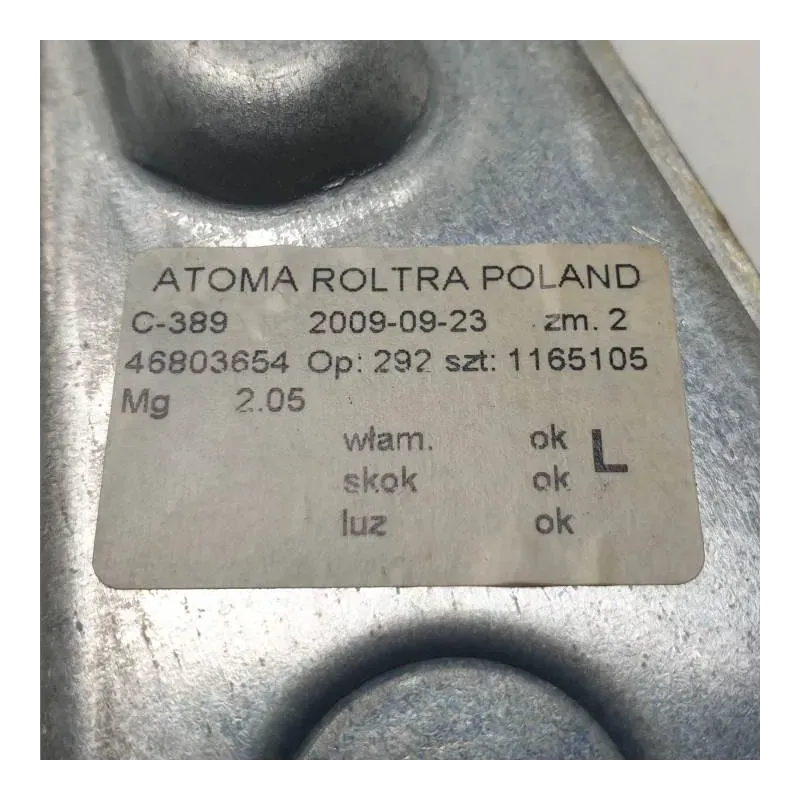 ATOMA ROLTRA POLAND
C-389 2009-09-23 zm. 2
46803654 Op: 292 szt: 1165105
Mg 2.05
włam. ok L
skok ok
luz ok